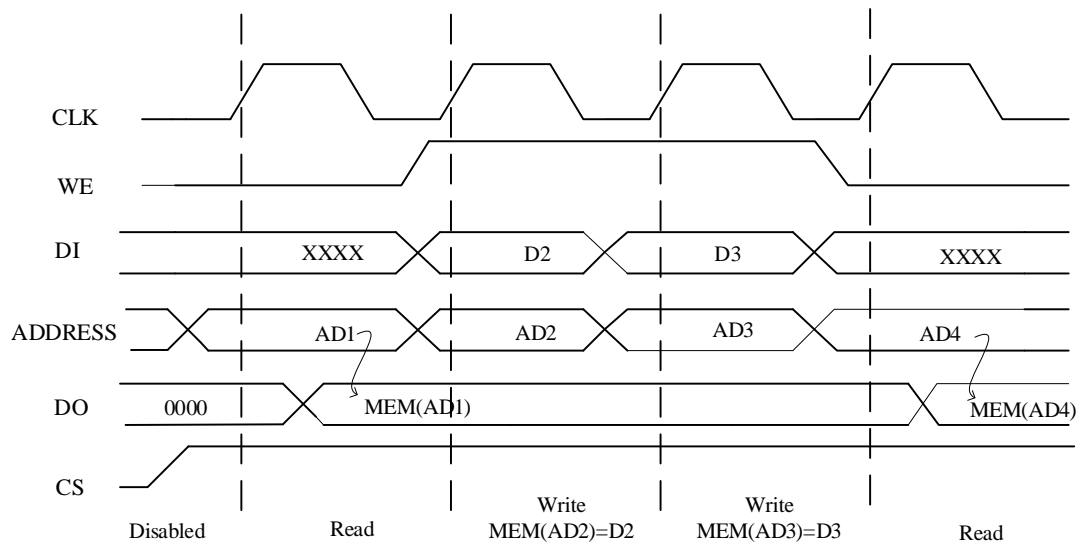 CLK
WE
DI
XXXX
D2
D3
XXXX
ADDRESS
AD1
AD2
AD3
AD4
DO
0000
MEM(AD1)
MEM(AD4)
CS
Disabled
Read
Write
MEM(AD2)=D2
Write
MEM(AD3)=D3
Read